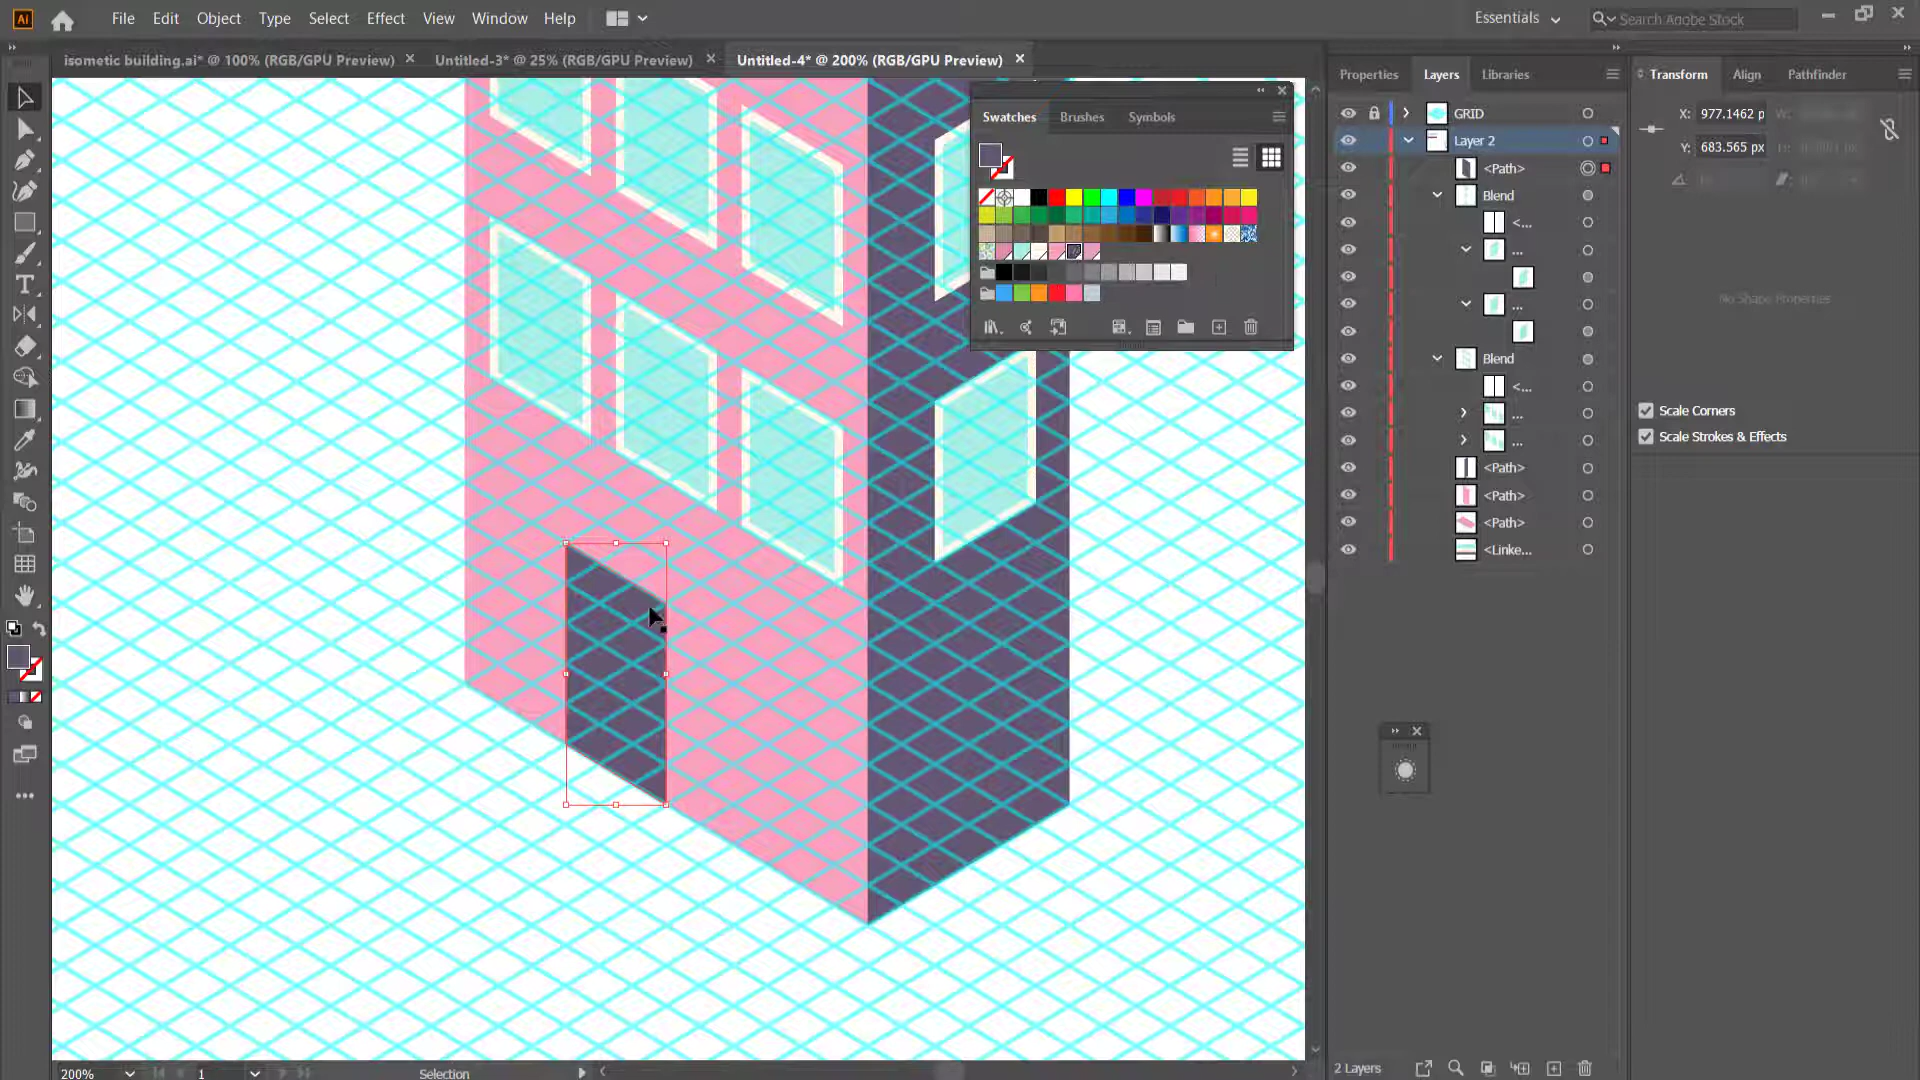 Ai File Edit Object Type Select Effect View Window Help Essentials Search Adobe Stock
isometic building.ai* @ 100% (RGB/GPU Preview) Untitled-3* @ 25% (RGB/GPU Preview) Untitled-4* @ 200% (RGB/GPU Preview)
Properties Layers Libraries Transform Align Pathfinder
Swatches Brushes Symbols
GRID X: 977.1462 p
Layer 2 Y: 683.565 px
<Path>
Blend
<...
...
...
No Shape Properties
Blend
<...
...
Scale Corners
...
Scale Strokes & Effects
<Path>
<Path>
<Path>
<Linke...
200% 1 Selection 2 Layers